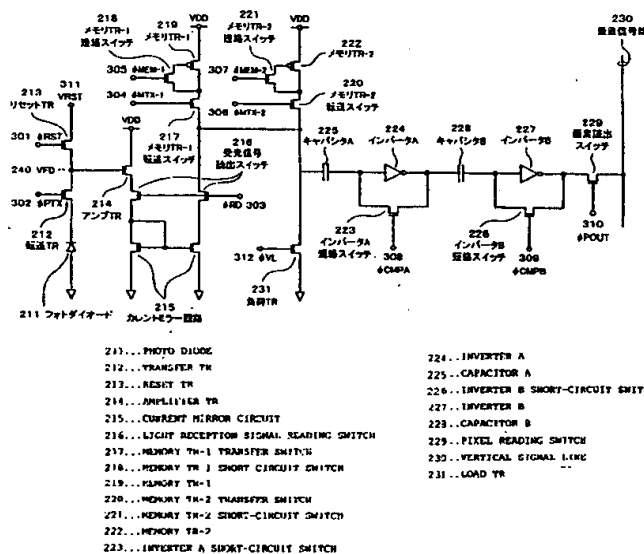 218
メモリTR-1
短絡スイッチ
219
メモリTR-1
VDD
221
メモリTR-2
短絡スイッチ
VDD
222
メモリTR-2
230
垂直信号線
213
リセットTR
311
VRST
305 φMEM-1
307 φMEM-2
220
メモリTR-2
転送スイッチ
304 φMTX-1
306 φMTX-2
301 φRST
VDD
217
メモリTR-1
転送スイッチ
216
受光信号
読出スイッチ
225
キャパシタA
224
インバータA
228
キャパシタB
227
インバータB
229
画素読出
スイッチ
240 VFD
302 φPTX
214
アンプTR
φRD 303
212
転送TR
223
インバータA
短絡スイッチ
226
インバータB
短絡スイッチ
310
φPOUT
312 φVL
308
φCMPA
309
φCMPB
211 フォトダイオード
215
カレントミラー回路
231
負荷TR
211...PHOTO DIODE
212...TRANSFER TR
213...RESET TR
214...AMPLIFIER TR
215...CURRENT MIRROR CIRCUIT
216...LIGHT RECEPTION SIGNAL READING SWITCH
217...MEMORY TR-1 TRANSFER SWITCH
218...MEMORY TR-1 SHORT CIRCUIT SWITCH
219...MEMORY TR-1
220...MEMORY TR-2 TRANSFER SWITCH
221...MEMORY TR-2 SHORT-CIRCUIT SWITCH
222...MEMORY TR-2
223...INVERTER A SHORT-CIRCUIT SWITCH
224...INVERTER A
225...CAPACITOR A
226...INVERTER B SHORT-CIRCUIT SWIT
227...INVERTER B
228...CAPACITOR B
229...PIXEL READING SWITCH
230...VERTICAL SIGNAL LINE
231...LOAD TR